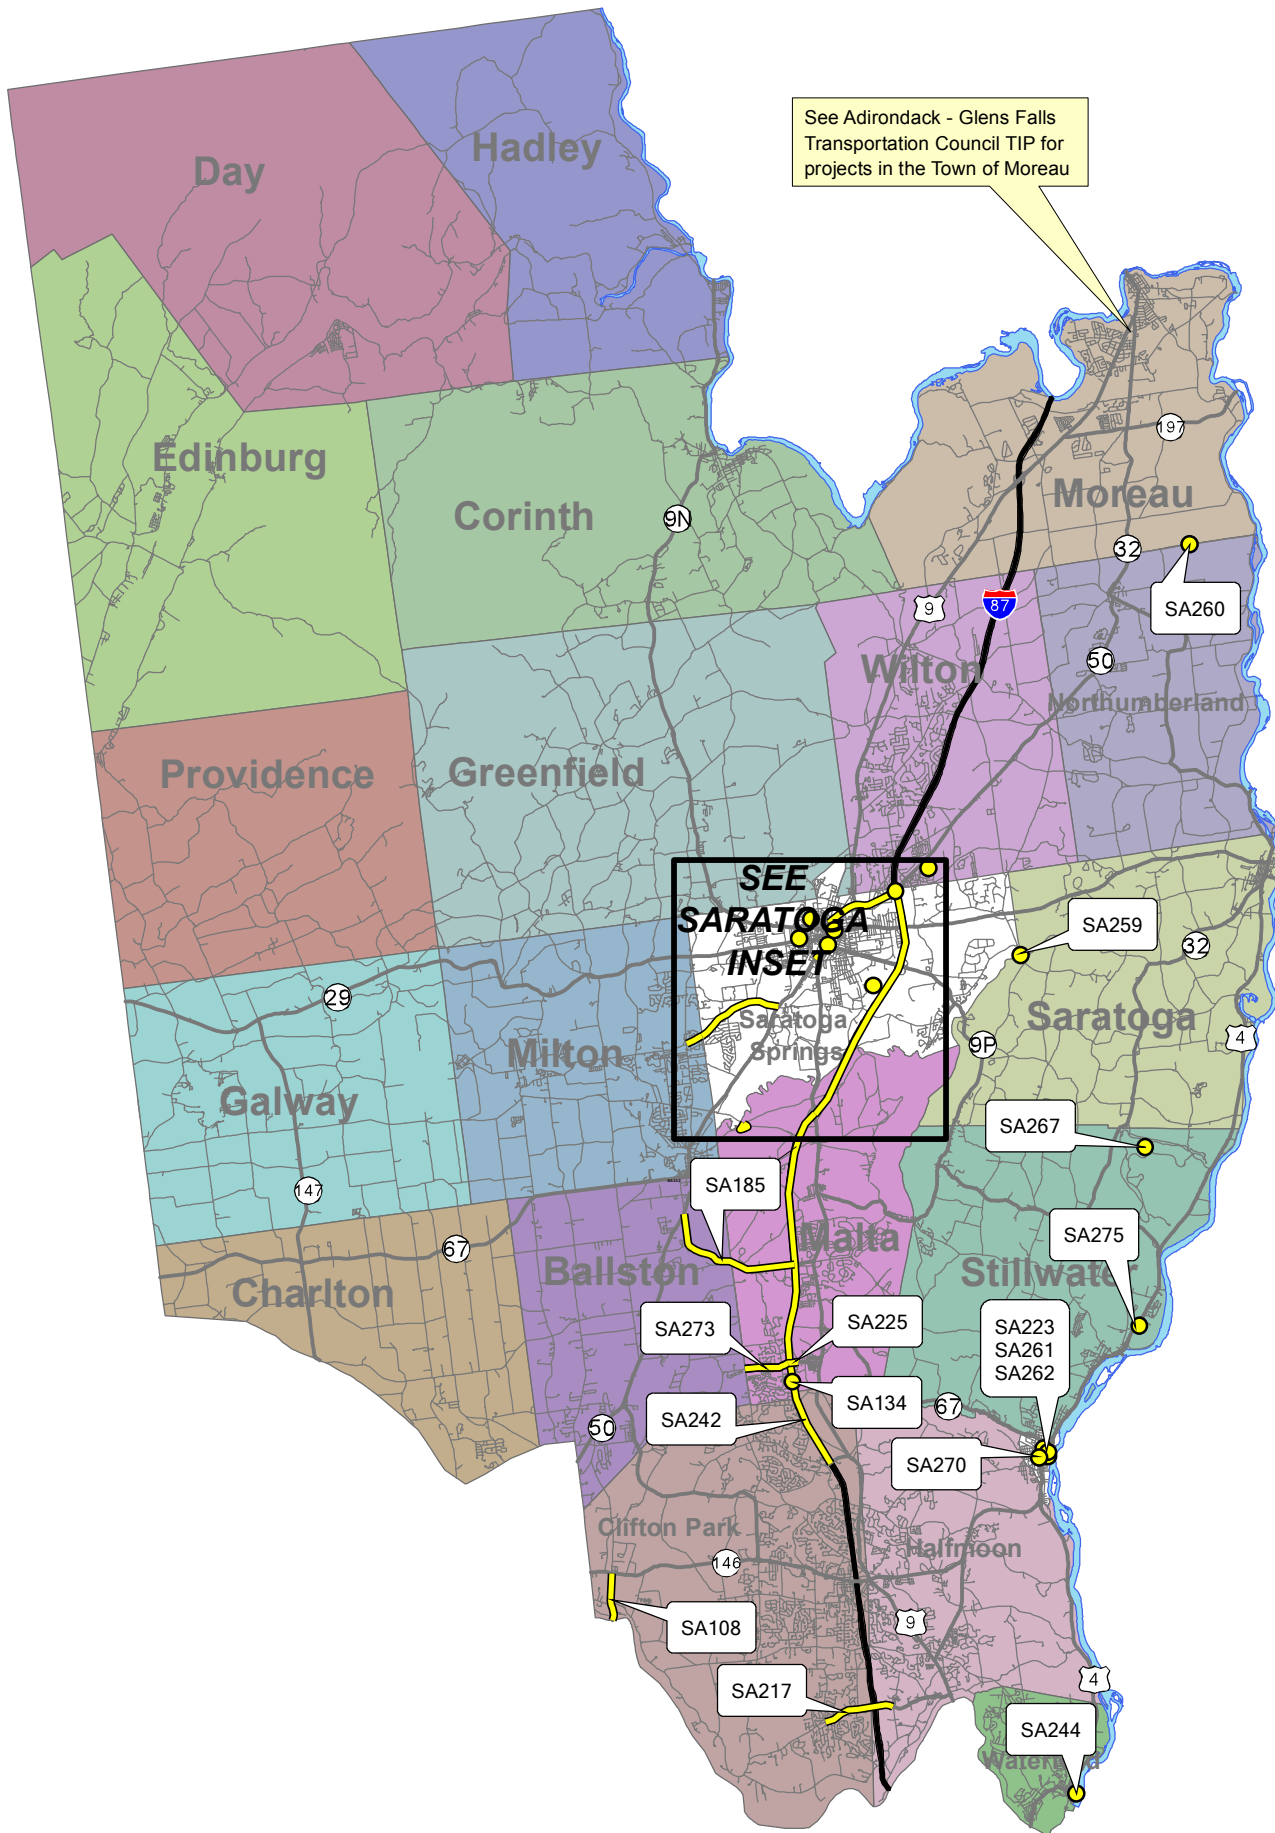 See Adirondack - Glens Falls
Transportation Council TIP for
projects in the Town of Moreau
Hadley
Day
197
Edinburg
Moreau
Corinth
9N
32
SA260
9
87
50
Wilton
Northumberland
Providence
Greenfield
SEE
SARATOGA
INSET
SA259
32
29
Saratoga
Saratoga
Springs
4
9P
Milton
Galway
SA267
SA185
147
67
Malta
SA275
Ballston
Stillwater
Charlton
SA273
SA225
SA223
SA261
SA262
SA134
67
SA242
50
SA270
Clifton Park
Halfmoon
146
9
SA108
4
SA217
SA244